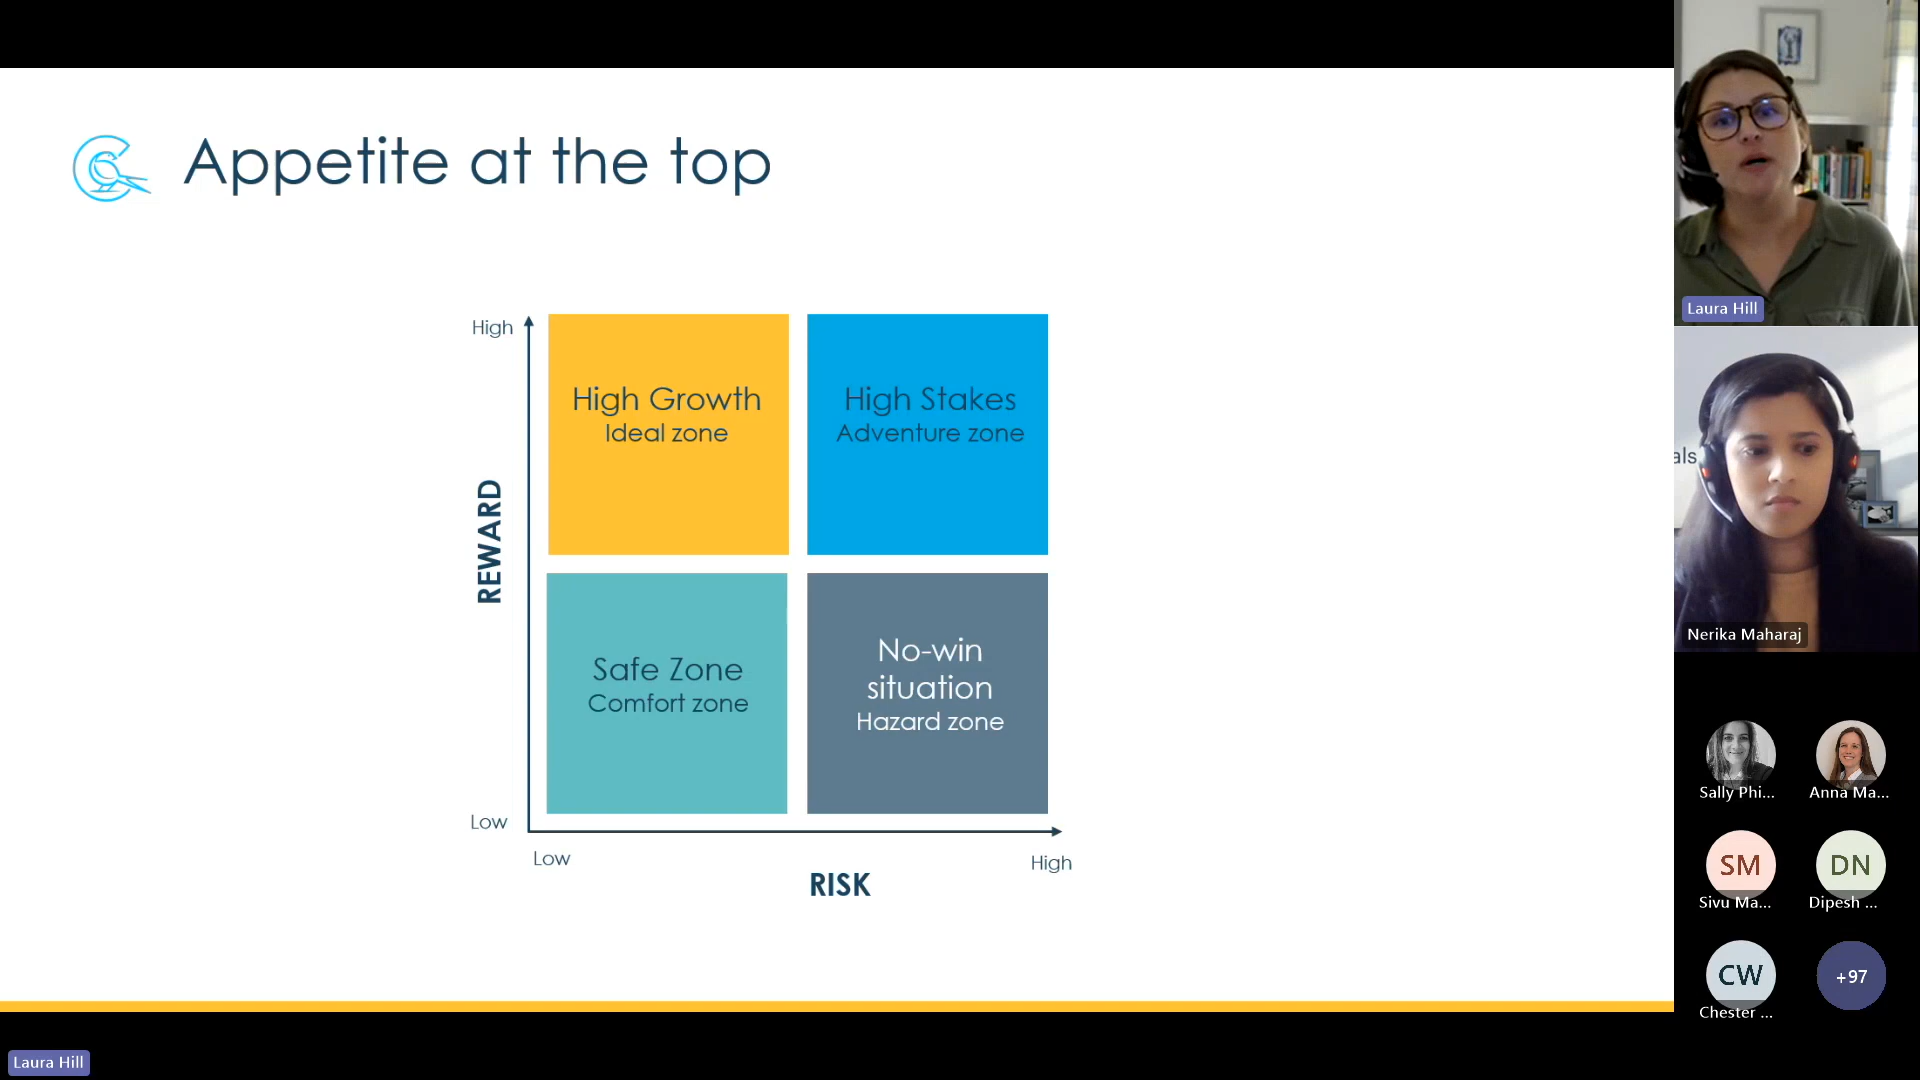 Appetite at the top
High
High Growth
Ideal zone
High Stakes
Adventure zone
REWARD
Safe Zone
Comfort zone
No-win
situation
Hazard zone
Low
Low
High
RISK
Laura Hill
als
Nerika Maharaj
Sally Phi...
Anna Ma...
SM
Sivu Ma...
DN
Dipesh ...
CW
Chester ...
+97
Laura Hill